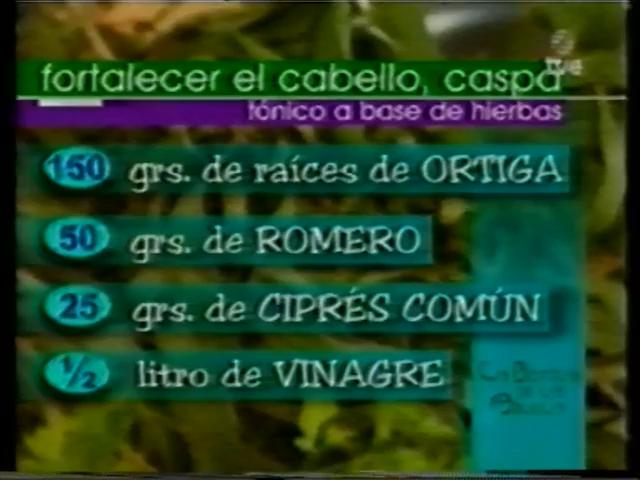 tve
fortalecer el cabello, caspa
tónico a base de hierbas
150 grs. de raíces de ORTIGA
50 grs. de ROMERO
25 grs. de CIPRÉS COMÚN
½ litro de VINAGRE